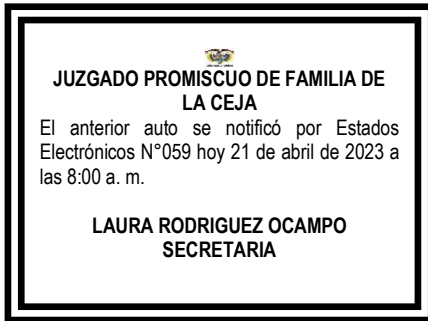 JUZGADO PROMISCUO DE FAMILIA DE
LA CEJA
El anterior auto se notificó por Estados
Electrónicos N°059 hoy 21 de abril de 2023 a
las 8:00 a. m.
LAURA RODRIGUEZ OCAMPO
SECRETARIA